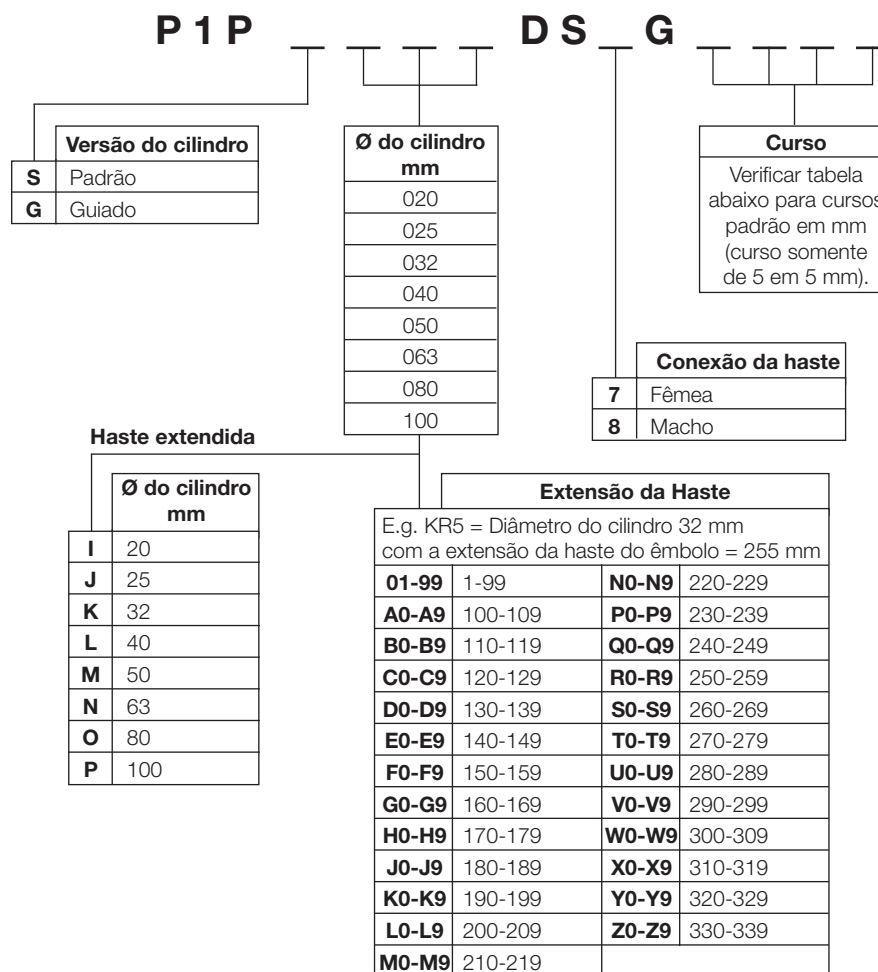 P 1 P _ _ _ _ D S _ G _ _ _ _
Versão do cilindro
S Padrão
G Guiado
Ø do cilindro
mm
020
025
032
040
050
063
080
100
Curso
Verificar tabela
abaixo para cursos
padrão em mm
(curso somente
de 5 em 5 mm).
Conexão da haste
7 Fêmea
8 Macho
Haste extendida
Ø do cilindro
mm
I 20
J 25
K 32
L 40
M 50
N 63
O 80
P 100
Extensão da Haste
E.g. KR5 = Diâmetro do cilindro 32 mm
com a extensão da haste do êmbolo = 255 mm
01-99 1-99 N0-N9 220-229
A0-A9 100-109 P0-P9 230-239
B0-B9 110-119 Q0-Q9 240-249
C0-C9 120-129 R0-R9 250-259
D0-D9 130-139 S0-S9 260-269
E0-E9 140-149 T0-T9 270-279
F0-F9 150-159 U0-U9 280-289
G0-G9 160-169 V0-V9 290-299
H0-H9 170-179 W0-W9 300-309
J0-J9 180-189 X0-X9 310-319
K0-K9 190-199 Y0-Y9 320-329
L0-L9 200-209 Z0-Z9 330-339
M0-M9 210-219